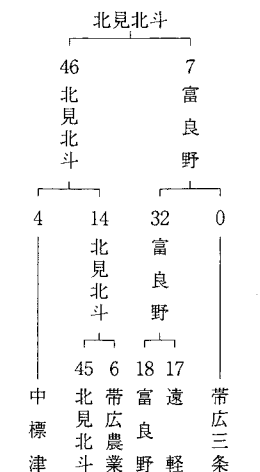 北見北斗
46 7
北見北斗 富良野
4 14 32 0
北見北斗 富良野
45 6 18 17
中標津 北見北斗 帯広農業 富良野 遠軽 帯広三条